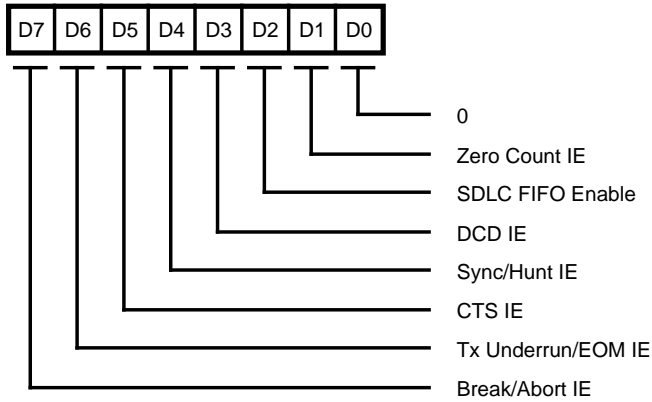 D7 D6 D5 D4 D3 D2 D1 D0
0
Zero Count IE
SDLC FIFO Enable
DCD IE
Sync/Hunt IE
CTS IE
Tx Underrun/EOM IE
Break/Abort IE